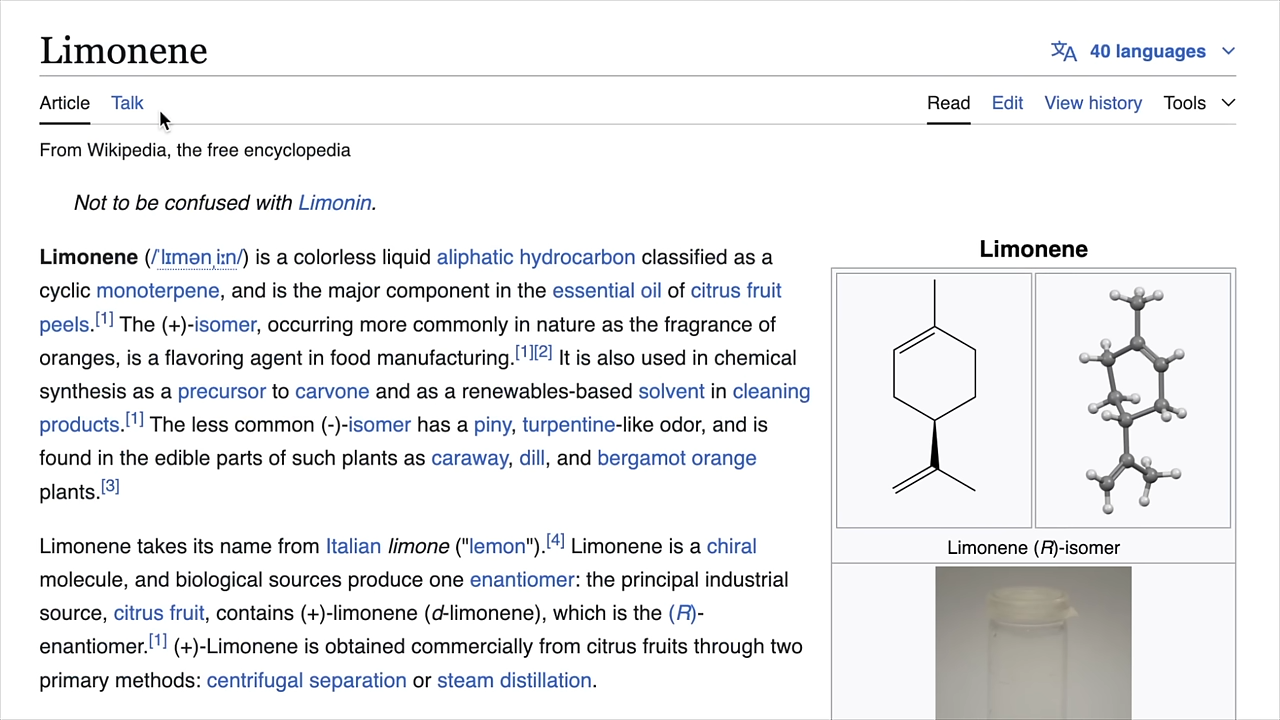 Limonene
40 languages
Article Talk
Read Edit View history Tools
From Wikipedia, the free encyclopedia
Not to be confused with Limonin.
Limonene (/ˈlɪmənˌiːn/) is a colorless liquid aliphatic hydrocarbon classified as a
cyclic monoterpene, and is the major component in the essential oil of citrus fruit
peels.[1] The (+)-isomer, occurring more commonly in nature as the fragrance of
oranges, is a flavoring agent in food manufacturing.[1][2] It is also used in chemical
synthesis as a precursor to carvone and as a renewables-based solvent in cleaning
products.[1] The less common (-)-isomer has a piny, turpentine-like odor, and is
found in the edible parts of such plants as caraway, dill, and bergamot orange
plants.[3]
Limonene takes its name from Italian limone ("lemon").[4] Limonene is a chiral
molecule, and biological sources produce one enantiomer: the principal industrial
source, citrus fruit, contains (+)-limonene (d-limonene), which is the (R)-
enantiomer.[1] (+)-Limonene is obtained commercially from citrus fruits through two
primary methods: centrifugal separation or steam distillation.
Limonene
Limonene (R)-isomer